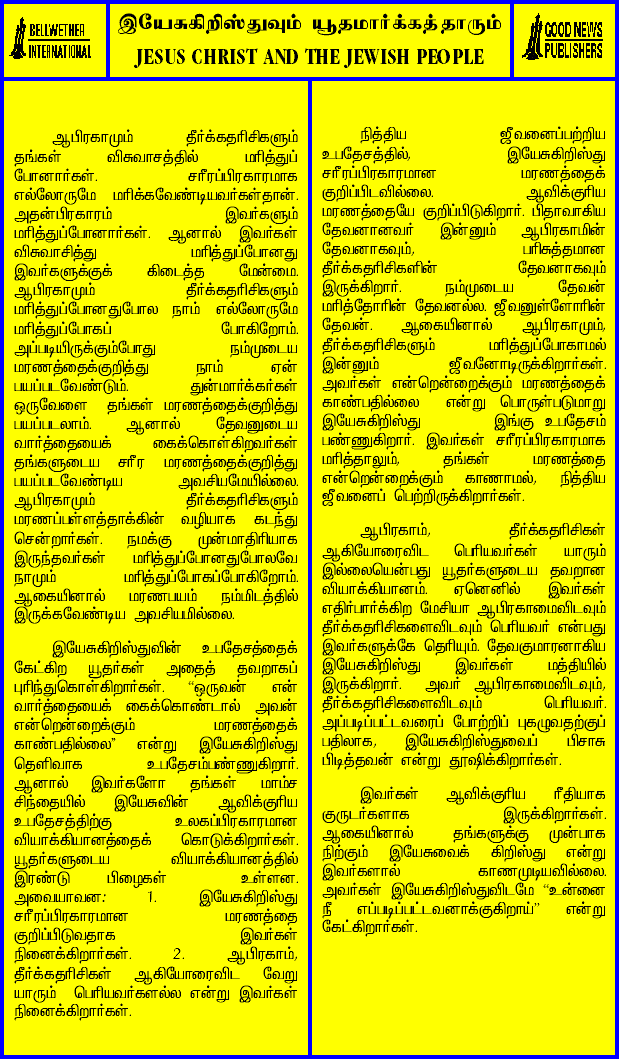 BELLWETHER
INTERNATIONAL
இயேசுகிறிஸ்துவும் யூதமார்க்கத்தாரும்
JESUS CHRIST AND THE JEWISH PEOPLE
GOOD NEWS
PUBLISHERS
ஆபிரகாமும் தீர்க்கதரிசிகளும்
தங்கள் விசுவாசத்தில் மரித்துப்
போனார்கள். சரீரப்பிரகாரமாக
எல்லோருமே மரிக்கவேண்டியவர்கள்தான்.
அதன்பிரகாரம் இவர்களும்
மரித்துப்போனார்கள். ஆனால் இவர்கள்
விசுவாசித்து மரித்துப்போனது
இவர்களுக்குக் கிடைத்த மேன்மை.
ஆபிரகாமும் தீர்க்கதரிசிகளும்
மரித்துப்போனதுபோல நாம் எல்லோருமே
மரித்துப்போகப் போகிறோம்.
அப்படியிருக்கும்போது நம்முடைய
மரணத்தைக்குறித்து நாம் ஏன்
பயப்படவேண்டும். துன்மார்க்கர்கள்
ஒருவேளை தங்கள் மரணத்தைக்குறித்து
பயப்படலாம். ஆனால் தேவனுடைய
வார்த்தையைக் கைக்கொள்கிறவர்கள்
தங்களுடைய சரீர மரணத்தைக்குறித்து
பயப்படவேண்டிய அவசியமேயில்லை.
ஆபிரகாமும் தீர்க்கதரிசிகளும்
மரணப்பள்ளத்தாக்கின் வழியாக கடந்து
சென்றார்கள். நமக்கு முன்மாதிரியாக
இருந்தவர்கள் மரித்துப்போனதுபோலவே
நாமும் மரித்துப்போகப்போகிறோம்.
ஆகையினால் மரணபயம் நம்மிடத்தில்
இருக்கவேண்டிய அவசியமில்லை.
இயேசுகிறிஸ்துவின் உபதேசத்தைக்
கேட்கிற யூதர்கள் அதைத் தவறாகப்
புரிந்துகொள்கிறார்கள். “ஒருவன் என்
வார்த்தையைக் கைக்கொண்டால் அவன்
என்றென்றைக்கும் மரணத்தைக்
காண்பதில்லை” என்று இயேசுகிறிஸ்து
தெளிவாக உபதேசம்பண்ணுகிறார்.
ஆனால் இவர்களோ தங்கள் மாம்ச
சிந்தையில் இயேசுவின் ஆவிக்குரிய
உபதேசத்திற்கு உலகப்பிரகாரமான
வியாக்கியானத்தைக் கொடுக்கிறார்கள்.
யூதர்களுடைய வியாக்கியானத்தில்
இரண்டு பிழைகள் உள்ளன.
அவையாவன: 1. இயேசுகிறிஸ்து
சரீரப்பிரகாரமான மரணத்தை
குறிப்பிடுவதாக இவர்கள்
நினைக்கிறார்கள். 2. ஆபிரகாம்,
தீர்க்கதரிசிகள் ஆகியோரைவிட வேறு
யாரும் பெரியவர்களல்ல என்று இவர்கள்
நினைக்கிறார்கள்.
நித்திய ஜீவனைப்பற்றிய
உபதேசத்தில், இயேசுகிறிஸ்து
சரீரப்பிரகாரமான மரணத்தைக்
குறிப்பிடவில்லை. ஆவிக்குரிய
மரணத்தையே குறிப்பிடுகிறார். பிதாவாகிய
தேவனானவர் இன்னும் ஆபிரகாமின்
தேவனாகவும், பரிசுத்தமான
தீர்க்கதரிசிகளின் தேவனாகவும்
இருக்கிறார். நம்முடைய தேவன்
மரித்தோரின் தேவனல்ல. ஜீவனுள்ளோரின்
தேவன். ஆகையினால் ஆபிரகாமும்,
தீர்க்கதரிசிகளும் மரித்துப்போகாமல்
இன்னும் ஜீவனோடிருக்கிறார்கள்.
அவர்கள் என்றென்றைக்கும் மரணத்தைக்
காண்பதில்லை என்று பொருள்படுமாறு
இயேசுகிறிஸ்து இங்கு உபதேசம்
பண்ணுகிறார். இவர்கள் சரீரப்பிரகாரமாக
மரித்தாலும், தங்கள் மரணத்தை
என்றென்றைக்கும் காணாமல், நித்திய
ஜீவனைப் பெற்றிருக்கிறார்கள்.
ஆபிரகாம், தீர்க்கதரிசிகள்
ஆகியோரைவிட பெரியவர்கள் யாரும்
இல்லையென்பது யூதர்களுடைய தவறான
வியாக்கியானம். ஏனெனில் இவர்கள்
எதிர்பார்க்கிற மேசியா ஆபிரகாமைவிடவும்
தீர்க்கதரிசிகளைவிடவும் பெரியவர் என்பது
இவர்களுக்கே தெரியும். தேவகுமாரனாகிய
இயேசுகிறிஸ்து இவர்கள் மத்தியில்
இருக்கிறார். அவர் ஆபிரகாமைவிடவும்,
தீர்க்கதரிசிகளைவிடவும் பெரியவர்.
அப்படிப்பட்டவரைப் போற்றிப் புகழுவதற்குப்
பதிலாக, இயேசுகிறிஸ்துவைப் பிசாசு
பிடித்தவன் என்று தூஷிக்கிறார்கள்.
இவர்கள் ஆவிக்குரிய ரீதியாக
குருடர்களாக இருக்கிறார்கள்.
ஆகையினால் தங்களுக்கு முன்பாக
நிற்கும் இயேசுவைக் கிறிஸ்து என்று
இவர்களால் காணமுடியவில்லை.
அவர்கள் இயேசுகிறிஸ்துவிடமே “உன்னை
நீ எப்படிப்பட்டவனாக்குகிறாய்” என்று
கேட்கிறார்கள்.